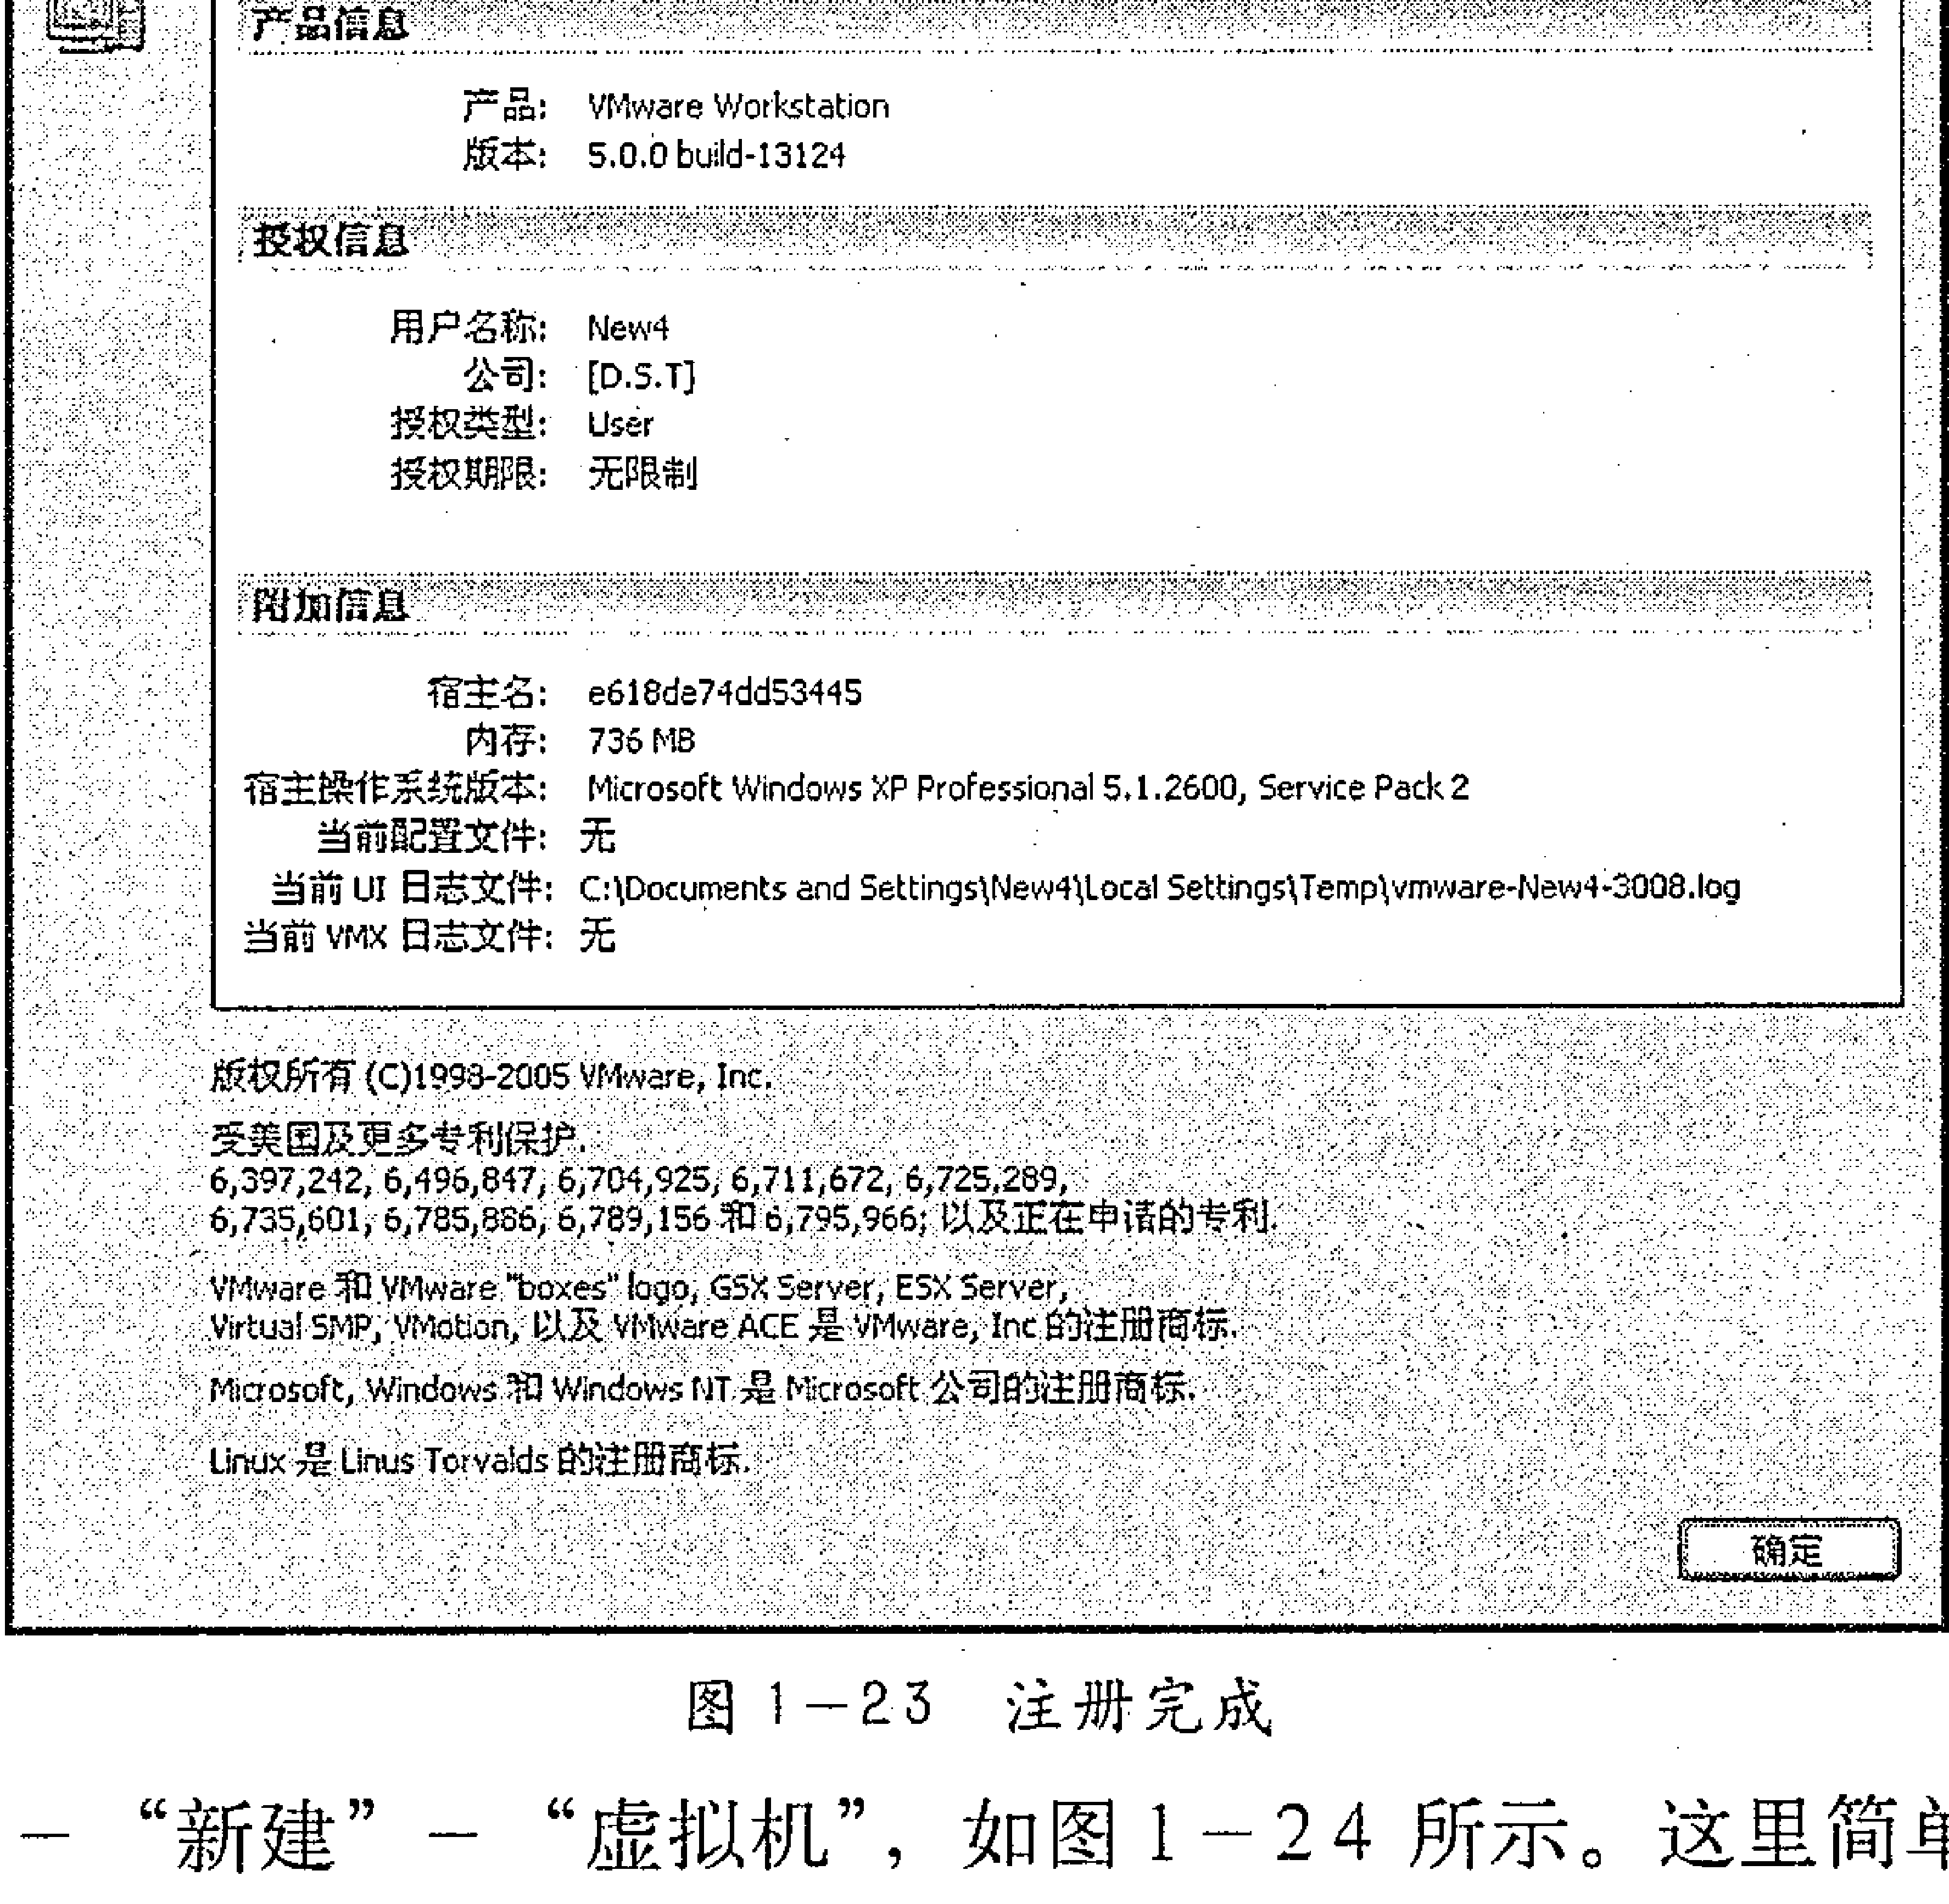 产品信息
产品: VMware Workstation
版本: 5.0.0 build-13124
授权信息
用户名称: New4
公司: [D.S.T]
授权类型: User
授权期限: 无限制
附加信息
宿主名: e618de74dd53445
内存: 736 MB
宿主操作系统版本: Microsoft Windows XP Professional 5.1.2600, Service Pack 2
当前配置文件: 无
当前 UI 日志文件: C:\Documents and Settings\New4\Local Settings\Temp\vmware-New4-3008.log
当前 VMX 日志文件: 无
版权所有 (C)1998-2005 VMware, Inc.
受美国及更多专利保护.
6,397,242, 6,496,847, 6,704,925, 6,711,672, 6,725,289,
6,735,601, 6,785,886, 6,789,156 和 6,795,966; 以及正在申请的专利.
VMware 和 VMware "boxes" logo, GSX Server, ESX Server,
Virtual SMP, VMotion, 以及 VMware ACE 是 VMware, Inc 的注册商标.
Microsoft, Windows 和 Windows NT 是 Microsoft 公司的注册商标.
Linux 是 Linus Torvalds 的注册商标.
确定
图 1－23 注册完成
－ “新建” － “虚拟机”，如图 1－24 所示。这里简单